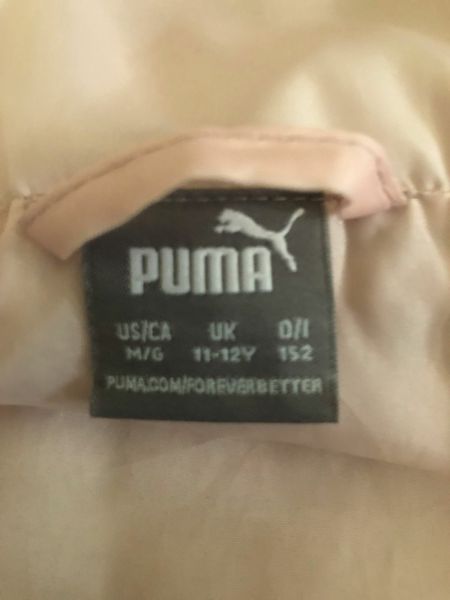 PUMA
US/CA UK D/I
M/G 11-12Y 152
PUMA.COM/FOREVERBETTER